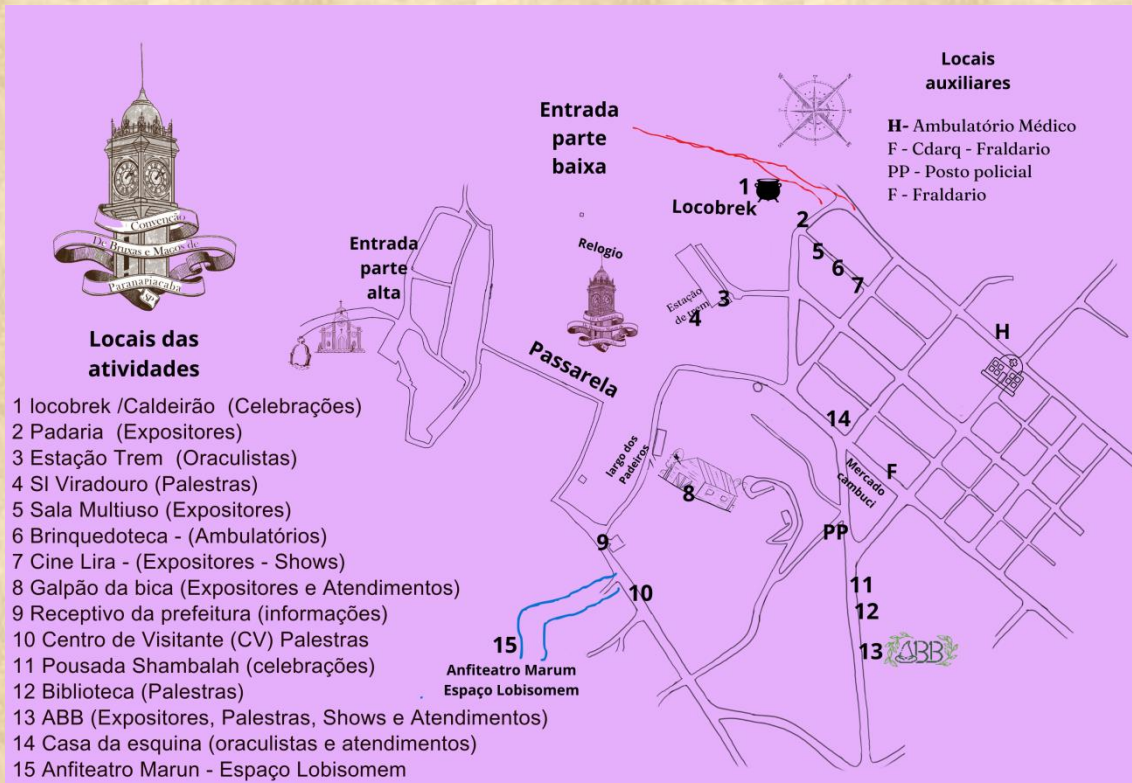 Convenção
De Bruxas e Magos de
Paranapiacaba
SP
Locais das
atividades
1 locobrek /Caldeirão (Celebrações)
2 Padaria (Expositores)
3 Estação Trem (Oraculistas)
4 Sl Viradouro (Palestras)
5 Sala Multiuso (Expositores)
6 Brinquedoteca - (Ambulatórios)
7 Cine Lira - (Expositores - Shows)
8 Galpão da bica (Expositores e Atendimentos)
9 Receptivo da prefeitura (informações)
10 Centro de Visitante (CV) Palestras
11 Pousada Shambalah (celebrações)
12 Biblioteca (Palestras)
13 ABB (Expositores, Palestras, Shows e Atendimentos)
14 Casa da esquina (oraculistas e atendimentos)
15 Anfiteatro Marun - Espaço Lobisomem
Entrada
parte
alta
Entrada
parte
baixa
Relogio
Passarela
1
Locobrek
2
5
6
7
3
Estação
de trem
4
largo dos
Padeiros
8
9
10
15
Anfiteatro Marum
Espaço Lobisomem
H
14
Mercado
cambuci
F
PP
11
12
13
ABB
Locais
auxiliares
H- Ambulatório Médico
F - Cdarq - Fraldario
PP - Posto policial
F - Fraldario